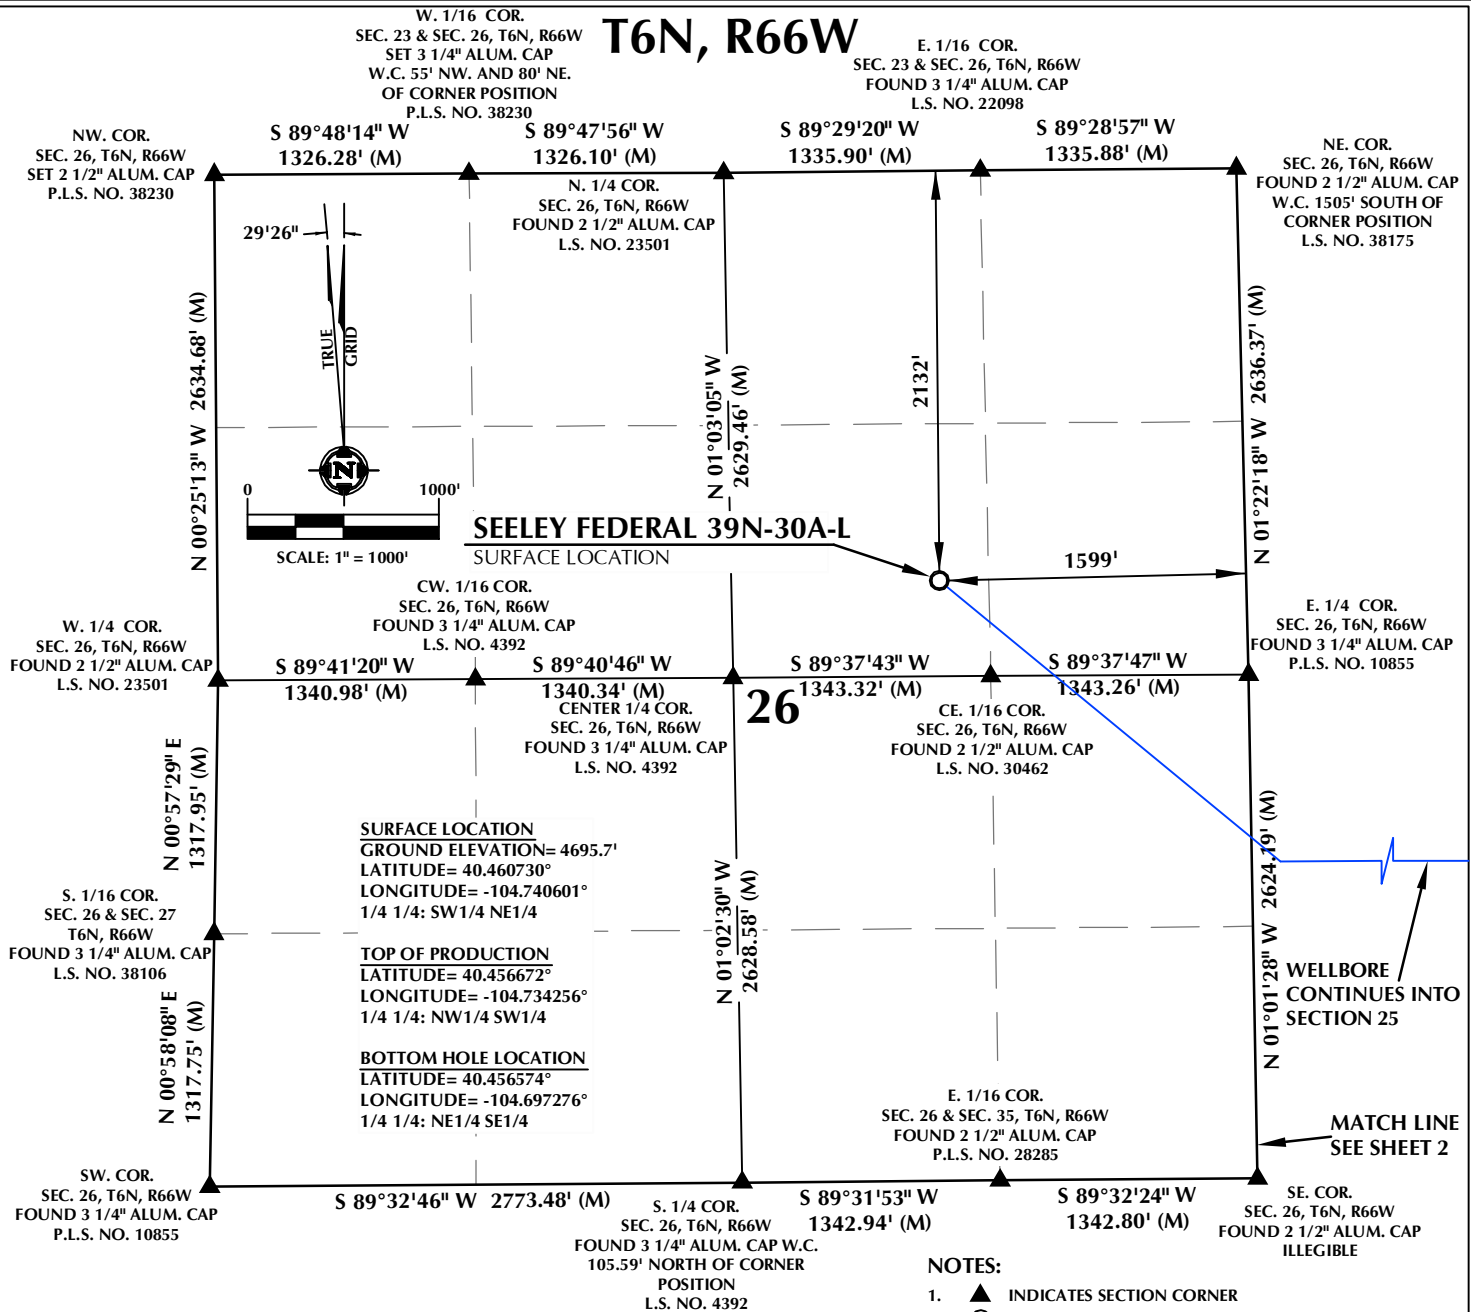 T6N, R66W
W. 1/16 COR.
SEC. 23 & SEC. 26, T6N, R66W
SET 3 1/4" ALUM. CAP
W.C. 55' NW. AND 80' NE.
OF CORNER POSITION
P.L.S. NO. 38230
E. 1/16 COR.
SEC. 23 & SEC. 26, T6N, R66W
FOUND 3 1/4" ALUM. CAP
L.S. NO. 22098
NW. COR.
SEC. 26, T6N, R66W
SET 2 1/2" ALUM. CAP
P.L.S. NO. 38230
S 89°48'14" W
1326.28' (M)
S 89°47'56" W
1326.10' (M)
S 89°29'20" W
1335.90' (M)
S 89°28'57" W
1335.88' (M)
NE. COR.
SEC. 26, T6N, R66W
FOUND 2 1/2" ALUM. CAP
W.C. 1505' SOUTH OF
CORNER POSITION
L.S. NO. 38175
N. 1/4 COR.
SEC. 26, T6N, R66W
FOUND 2 1/2" ALUM. CAP
L.S. NO. 23501
29'26"
TRUE
GRID
N
0 1000'
SCALE: 1" = 1000'
N 00°25'13" W 2634.68' (M)
N 01°03'05" W
2629.46' (M)
2132'
N 01°22'18" W 2636.37' (M)
SEELEY FEDERAL 39N-30A-L
SURFACE LOCATION
1599'
CW. 1/16 COR.
SEC. 26, T6N, R66W
FOUND 3 1/4" ALUM. CAP
L.S. NO. 4392
W. 1/4 COR.
SEC. 26, T6N, R66W
FOUND 2 1/2" ALUM. CAP
L.S. NO. 23501
E. 1/4 COR.
SEC. 26, T6N, R66W
FOUND 3 1/4" ALUM. CAP
P.L.S. NO. 10855
S 89°41'20" W
1340.98' (M)
S 89°40'46" W
1340.34' (M)
S 89°37'43" W
1343.32' (M)
S 89°37'47" W
1343.26' (M)
26
CENTER 1/4 COR.
SEC. 26, T6N, R66W
FOUND 3 1/4" ALUM. CAP
L.S. NO. 4392
CE. 1/16 COR.
SEC. 26, T6N, R66W
FOUND 2 1/2" ALUM. CAP
L.S. NO. 30462
N 00°57'29" E
1317.95' (M)
SURFACE LOCATION
GROUND ELEVATION= 4695.7'
LATITUDE= 40.460730°
LONGITUDE= -104.740601°
1/4 1/4: SW1/4 NE1/4
TOP OF PRODUCTION
LATITUDE= 40.456672°
LONGITUDE= -104.734256°
1/4 1/4: NW1/4 SW1/4
BOTTOM HOLE LOCATION
LATITUDE= 40.456574°
LONGITUDE= -104.697276°
1/4 1/4: NE1/4 SE1/4
N 01°02'30" W
2628.58' (M)
N 01°01'28" W 2624.19' (M)
S. 1/16 COR.
SEC. 26 & SEC. 27
T6N, R66W
FOUND 3 1/4" ALUM. CAP
L.S. NO. 38106
WELLBORE
CONTINUES INTO
SECTION 25
N 00°58'08" E
1317.75' (M)
E. 1/16 COR.
SEC. 26 & SEC. 35, T6N, R66W
FOUND 2 1/2" ALUM. CAP
P.L.S. NO. 28285
MATCH LINE
SEE SHEET 2
SW. COR.
SEC. 26, T6N, R66W
FOUND 3 1/4" ALUM. CAP
P.L.S. NO. 10855
S 89°32'46" W 2773.48' (M)
S. 1/4 COR.
SEC. 26, T6N, R66W
FOUND 3 1/4" ALUM. CAP W.C.
105.59' NORTH OF CORNER
POSITION
L.S. NO. 4392
S 89°31'53" W
1342.94' (M)
S 89°32'24" W
1342.80' (M)
SE. COR.
SEC. 26, T6N, R66W
FOUND 2 1/2" ALUM. CAP
ILLEGIBLE
NOTES:
1. INDICATES SECTION CORNER